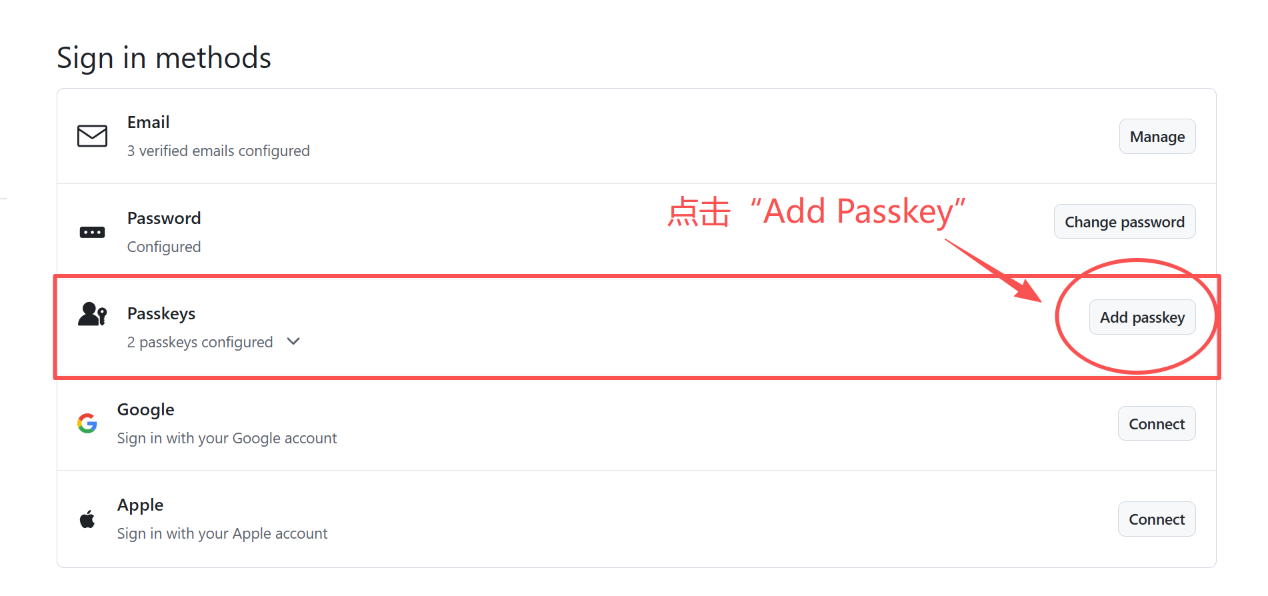 Sign in methods
Email
3 verified emails configured
Manage
Password
Configured
点击 “Add Passkey”
Change password
Passkeys
2 passkeys configured
Add passkey
Google
Sign in with your Google account
Connect
Apple
Sign in with your Apple account
Connect